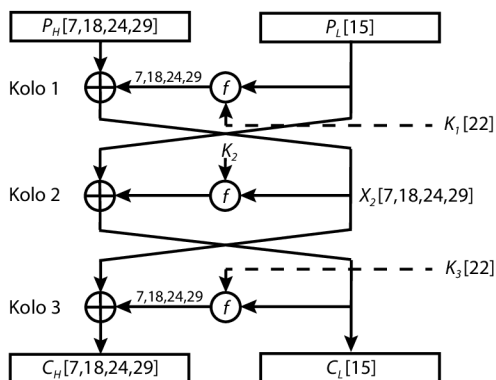 P_H[7,18,24,29] P_L[15]
Kolo 1 7,18,24,29 f
K_1[22]
K_2
Kolo 2 f X_2[7,18,24,29]
K_3[22]
Kolo 3 7,18,24,29 f
C_H[7,18,24,29] C_L[15]